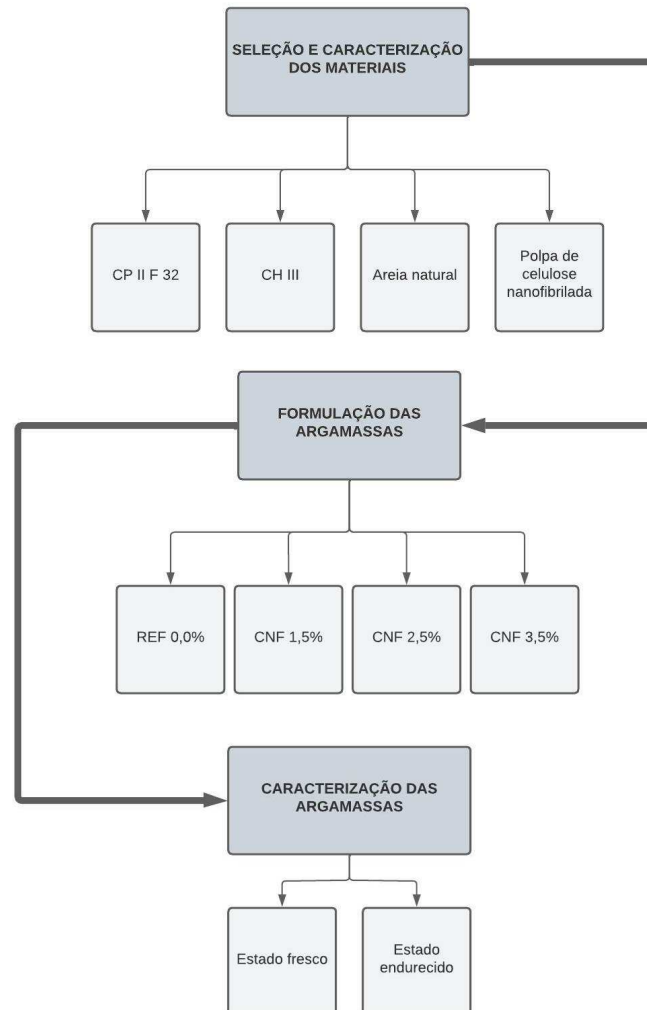 SELEÇÃO E CARACTERIZAÇÃO
DOS MATERIAIS
CP II F 32
CH III
Areia natural
Polpa de
celulose
nanofibrilada
FORMULAÇÃO DAS
ARGAMASSAS
REF 0,0%
CNF 1,5%
CNF 2,5%
CNF 3,5%
CARACTERIZAÇÃO DAS
ARGAMASSAS
Estado fresco
Estado
endurecido